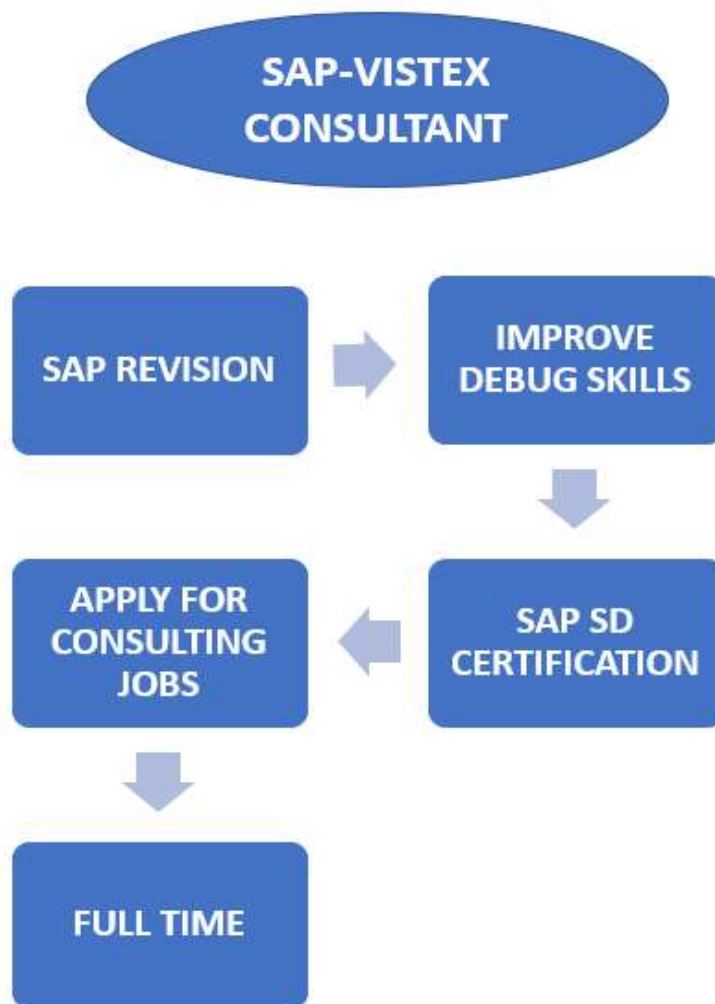 SAP-VISTEX
CONSULTANT
SAP REVISION
IMPROVE
DEBUG SKILLS
SAP SD
CERTIFICATION
APPLY FOR
CONSULTING
JOBS
FULL TIME